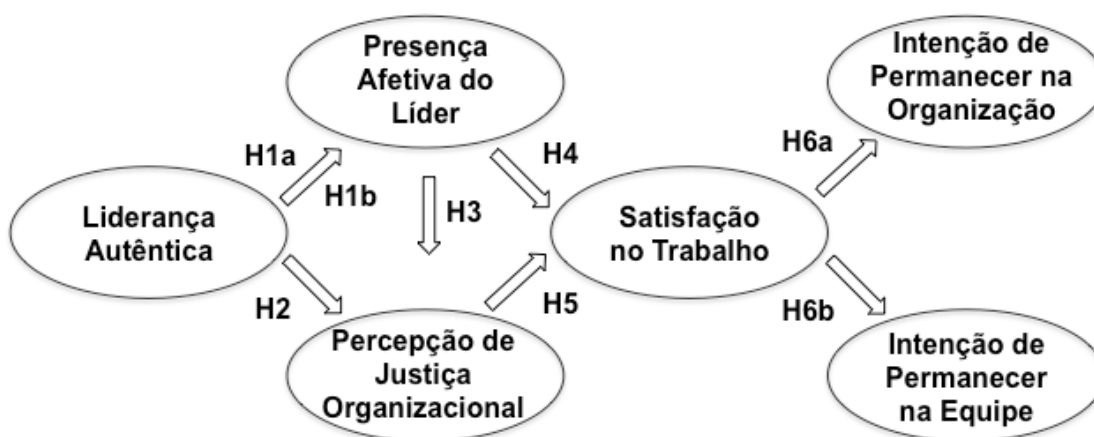 Presença
Afetiva do
Líder
Intenção de
Permanecer na
Organização
H1a
H1b
H4
H6a
H3
Liderança
Autêntica
Satisfação
no Trabalho
H2
H5
H6b
Percepção de
Justiça
Organizacional
Intenção de
Permanecer
na Equipe